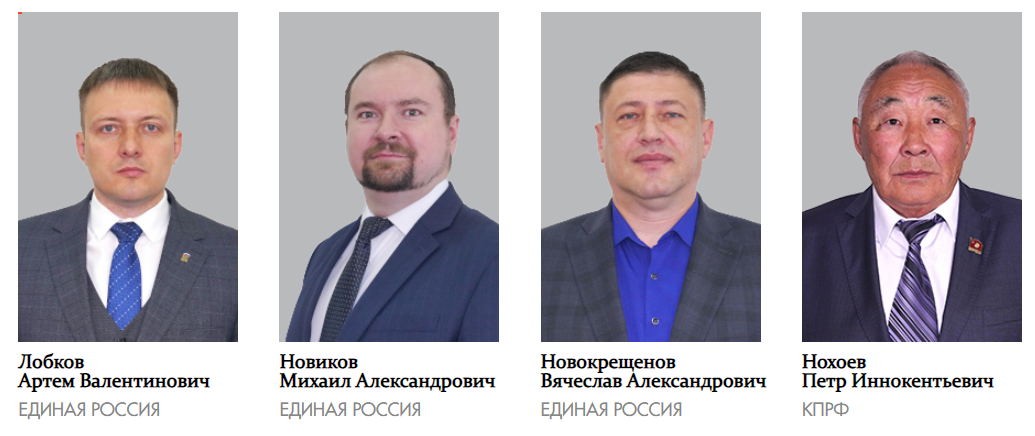 Лобков
Артем Валентинович
ЕДИНАЯ РОССИЯ
Новиков
Михаил Александрович
ЕДИНАЯ РОССИЯ
Новокрещенов
Вячеслав Александрович
ЕДИНАЯ РОССИЯ
Нохоев
Петр Иннокентьевич
КПРФ